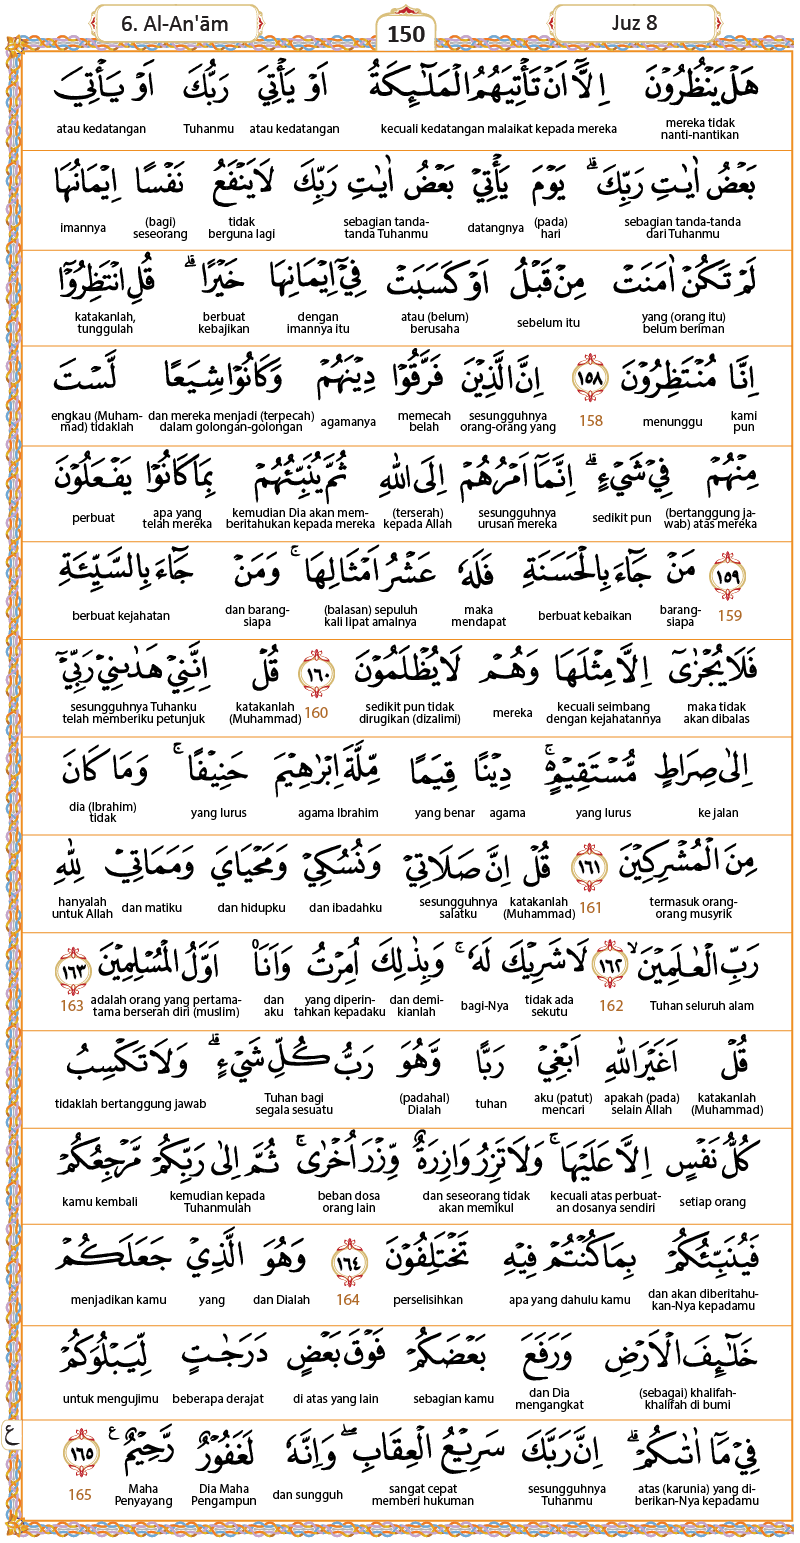 6. Al-An'ām
150
Juz 8
هَلْ يَنْظُرُوْنَ اِلَّآ اَنْ تَأْتِيَهُمُ الْمَلٰۤىِٕكَةُ اَوْ يَأْتِيَ رَبُّكَ اَوْ يَأْتِيَ
mereka tidak nanti-nantikan kecuali kedatangan malaikat kepada mereka atau kedatangan Tuhanmu atau kedatangan
بَعْضُ اٰيٰتِ رَبِّكَ ۗ يَوْمَ يَأْتِيْ بَعْضُ اٰيٰتِ رَبِّكَ لَا يَنْفَعُ نَفْسًا اِيْمَانُهَا
sebagian tanda-tanda dari Tuhanmu (pada) hari datangnya sebagian tanda-tanda Tuhanmu tidak berguna lagi (bagi) seseorang imannya
لَمْ تَكُنْ اٰمَنَتْ مِنْ قَبْلُ اَوْ كَسَبَتْ فِيْٓ اِيْمَانِهَا خَيْرًا ۗ قُلِ انْتَظِرُوْٓا
yang (orang itu) belum beriman sebelum itu atau (belum) berusaha dengan imannya itu berbuat kebajikan katakanlah, tunggulah
اِنَّا مُنْتَظِرُوْنَ ١٥٨ اِنَّ الَّذِيْنَ فَرَّقُوْا دِيْنَهُمْ وَكَانُوْا شِيَعًا لَّسْتَ
kami pun menunggu 158 sesungguhnya orang-orang yang memecah belah agamanya dan mereka menjadi (terpecah) dalam golongan-golongan engkau (Muhammad) tidaklah
مِنْهُمْ فِيْ شَيْءٍ ۗ اِنَّمَآ اَمْرُهُمْ اِلَى اللّٰهِ ثُمَّ يُنَبِّئُهُمْ بِمَا كَانُوْا يَفْعَلُوْنَ
(bertanggung jawab) atas mereka sedikit pun sesungguhnya urusan mereka (terserah) kepada Allah kemudian Dia akan memberitahukan kepada mereka apa yang telah mereka perbuat
١٥٩ مَنْ جَاۤءَ بِالْحَسَنَةِ فَلَهٗ عَشْرُ اَمْثَالِهَا ۚ وَمَنْ جَاۤءَ بِالسَّيِّئَةِ
159 barangsiapa berbuat kebaikan maka mendapat (balasan) sepuluh kali lipat amalnya dan barangsiapa berbuat kejahatan
فَلَا يُجْزٰىٓ اِلَّا مِثْلَهَا وَهُمْ لَا يُظْلَمُوْنَ ١٦٠ قُلْ اِنَّنِيْ هَدٰىنِيْ رَبِّيْٓ
maka tidak akan dibalas kecuali seimbang dengan kejahatannya mereka sedikit pun tidak dirugikan (dizalimi) 160 katakanlah (Muhammad) sesungguhnya Tuhanku telah memberiku petunjuk
اِلٰى صِرَاطٍ مُّسْتَقِيْمٍ ۚ دِيْنًا قِيَمًا مِّلَّةَ اِبْرٰهِيْمَ حَنِيْفًا ۚ وَمَا كَانَ
ke jalan yang lurus agama yang benar agama Ibrahim yang lurus dia (Ibrahim) tidak
مِنَ الْمُشْرِكِيْنَ ١٦١ قُلْ اِنَّ صَلَاتِيْ وَنُسُكِيْ وَمَحْيَايَ وَمَمَاتِيْ لِلّٰهِ
termasuk orang-orang musyrik 161 katakanlah (Muhammad) sesungguhnya salatku dan ibadahku dan hidupku dan matiku hanyalah untuk Allah
رَبِّ الْعٰلَمِيْنَ ۙ ١٦٢ لَا شَرِيْكَ لَهٗ ۚ وَبِذٰلِكَ اُمِرْتُ وَاَنَا۠ اَوَّلُ الْمُسْلِمِيْنَ ١٦٣
Tuhan seluruh alam 162 tidak ada sekutu bagi-Nya dan demikianlah yang diperintahkan kepadaku dan aku adalah orang yang pertama-tama berserah diri (muslim) 163
قُلْ اَغَيْرَ اللّٰهِ اَبْغِيْ رَبًّا وَّهُوَ رَبُّ كُلِّ شَيْءٍ ۗ وَلَا تَكْسِبُ
katakanlah (Muhammad) apakah (pada) selain Allah aku (patut) mencari tuhan (padahal) Dialah Tuhan bagi segala sesuatu tidaklah bertanggung jawab
كُلُّ نَفْسٍ اِلَّا عَلَيْهَا ۚ وَلَا تَزِرُ وَازِرَةٌ وِّزْرَ اُخْرٰى ۚ ثُمَّ اِلٰى رَبِّكُمْ مَّرْجِعُكُمْ
setiap orang kecuali atas perbuatan dosanya sendiri dan seseorang tidak akan memikul beban dosa orang lain kemudian kepada Tuhanmulah kamu kembali
فَيُنَبِّئُكُمْ بِمَا كُنْتُمْ فِيْهِ تَخْتَلِفُوْنَ ١٦٤ وَهُوَ الَّذِيْ جَعَلَكُمْ
dan akan diberitahukan-Nya kepadamu apa yang dahulu kamu perselisihkan 164 dan Dialah yang menjadikan kamu
خَلٰۤىِٕفَ الْاَرْضِ وَرَفَعَ بَعْضَكُمْ فَوْقَ بَعْضٍ دَرَجٰتٍ لِّيَبْلُوَكُمْ
(sebagai) khalifah-khalifah di bumi dan Dia mengangkat sebagian kamu di atas yang lain beberapa derajat untuk mengujimu
فِيْ مَآ اٰتٰىكُمْ ۗ اِنَّ رَبَّكَ سَرِيْعُ الْعِقَابِ ۖ وَاِنَّهٗ لَغَفُوْرٌ رَّحِيْمٌ ࣖ ١٦٥
atas (karunia) yang diberikan-Nya kepadamu sesungguhnya Tuhanmu sangat cepat memberi hukuman dan sungguh Dia Maha Pengampun Maha Penyayang 165
ع